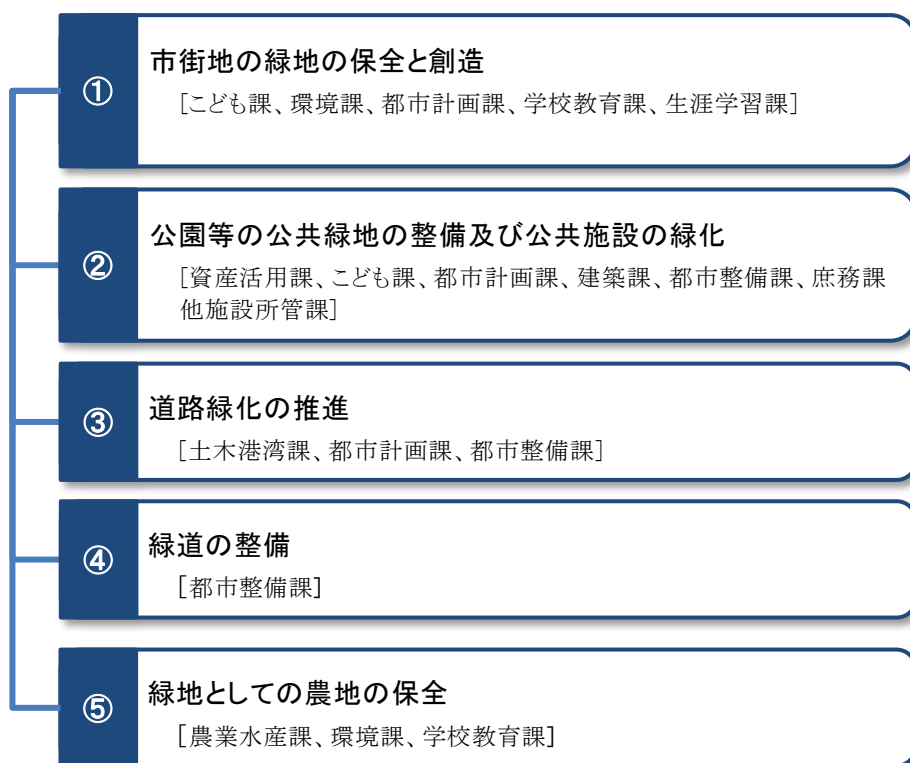 ①
市街地の緑地の保全と創造
[こども課、環境課、都市計画課、学校教育課、生涯学習課]
②
公園等の公共緑地の整備及び公共施設の緑化
[資産活用課、こども課、都市計画課、建築課、都市整備課、庶務課
他施設所管課]
③
道路緑化の推進
[土木港湾課、都市計画課、都市整備課]
④
緑道の整備
[都市整備課]
⑤
緑地としての農地の保全
[農業水産課、環境課、学校教育課]